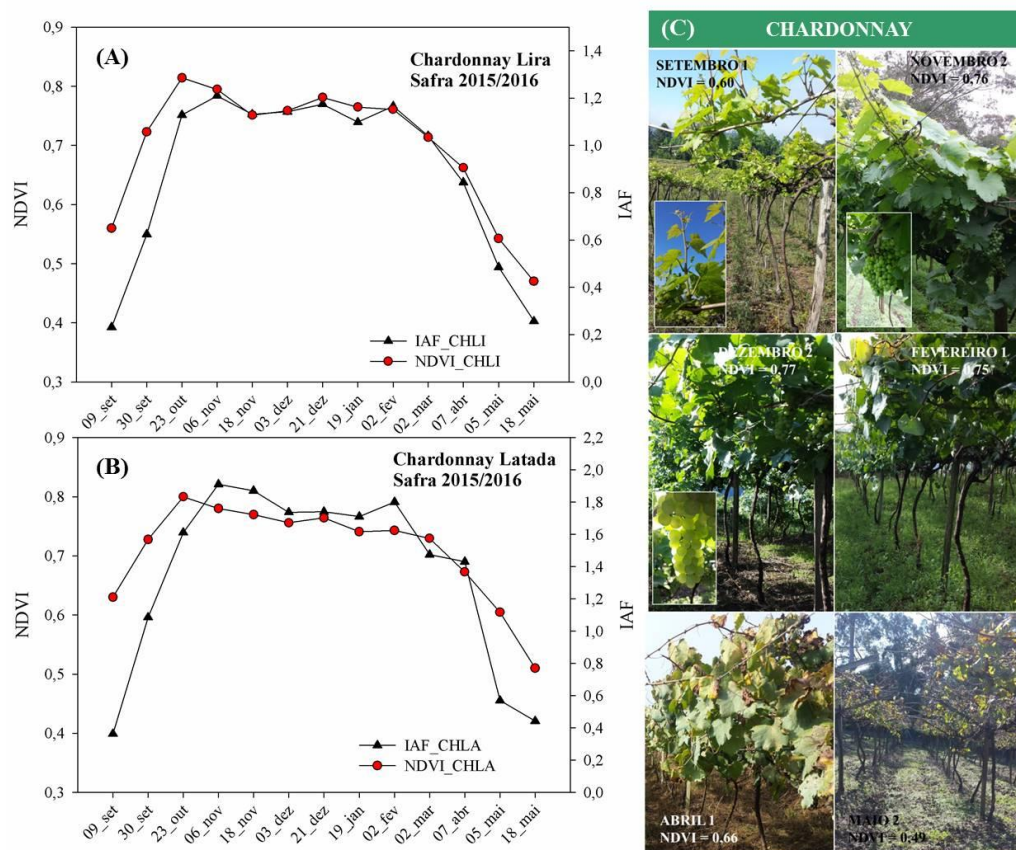 (A)
Chardonnay Lira
Safra 2015/2016
0,9
0,8
0,7
0,6
0,5
0,4
0,3
NDVI
1,4
1,2
1,0
0,8
0,6
0,4
0,2
0,0
IAF
IAF_CHLI
NDVI_CHLI
09_set
30_set
23_out
06_nov
18_nov
03_dez
21_dez
19_jan
02_fev
02_mar
07_abr
05_mai
18_mai
(B)
Chardonnay Latada
Safra 2015/2016
0,9
0,8
0,7
0,6
0,5
0,4
0,3
NDVI
2,2
2,0
1,8
1,6
1,4
1,2
1,0
0,8
0,6
0,4
0,2
0,0
IAF
IAF_CHLA
NDVI_CHLA
09_set
30_set
23_out
06_nov
18_nov
03_dez
21_dez
19_jan
02_fev
02_mar
07_abr
05_mai
18_mai
(C)
CHARDONNAY
SETEMBRO 1
NDVI = 0,60
NOVEMBRO 2
NDVI = 0,76
DEZEMBRO 2
NDVI = 0,77
FEVEREIRO 1
NDVI = 0,75
ABRIL 1
NDVI = 0,66
MAIO 2
NDVI = 0,49